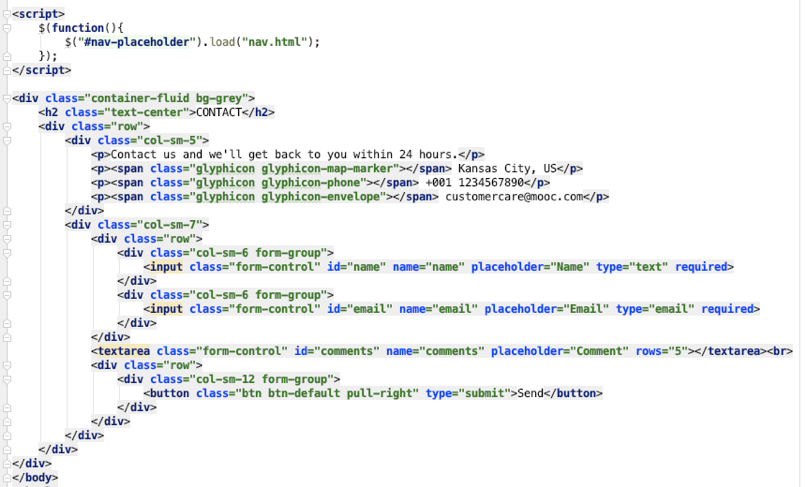 <script>
    $(function(){
        $("#nav-placeholder").load("nav.html");
    });
</script>

<div class="container-fluid bg-grey">
    <h2 class="text-center">CONTACT</h2>
    <div class="row">
        <div class="col-sm-5">
            <p>Contact us and we'll get back to you within 24 hours.</p>
            <p><span class="glyphicon glyphicon-map-marker"></span> Kansas City, US</p>
            <p><span class="glyphicon glyphicon-phone"></span> +001 1234567890</p>
            <p><span class="glyphicon glyphicon-envelope"></span> customercare@mooc.com</p>
        </div>
        <div class="col-sm-7">
            <div class="row">
                <div class="col-sm-6 form-group">
                    <input class="form-control" id="name" name="name" placeholder="Name" type="text" required>
                </div>
                <div class="col-sm-6 form-group">
                    <input class="form-control" id="email" name="email" placeholder="Email" type="email" required>
                </div>
            </div>
            <textarea class="form-control" id="comments" name="comments" placeholder="Comment" rows="5"></textarea><br>
            <div class="row">
                <div class="col-sm-12 form-group">
                    <button class="btn btn-default pull-right" type="submit">Send</button>
                </div>
            </div>
        </div>
    </div>
</div>
</body>